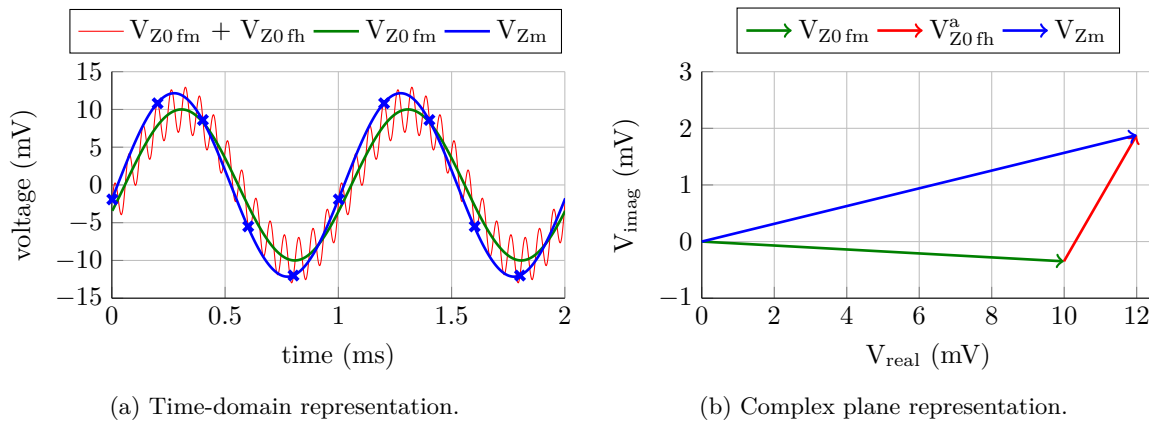 V_Z0 fm + V_Z0 fh V_Z0 fm V_Zm
15
10
5
0
−5
−10
−15
0 0.5 1 1.5 2
voltage (mV)
time (ms)
(a) Time-domain representation.
V_Z0 fm V^a_Z0 fh V_Zm
3
2
1
0
−1
0 2 4 6 8 10 12
V_imag (mV)
V_real (mV)
(b) Complex plane representation.